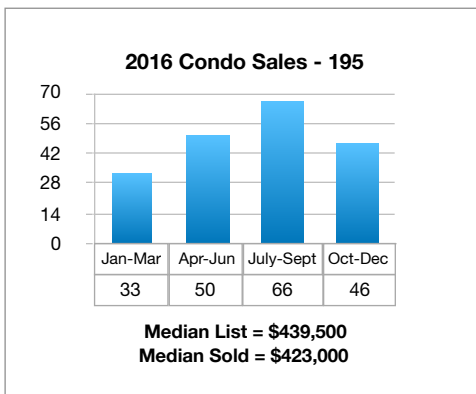 2016 Condo Sales - 195
70
56
42
28
14
0
Jan-Mar Apr-Jun July-Sept Oct-Dec
33 50 66 46
Median List = $439,500
Median Sold = $423,000